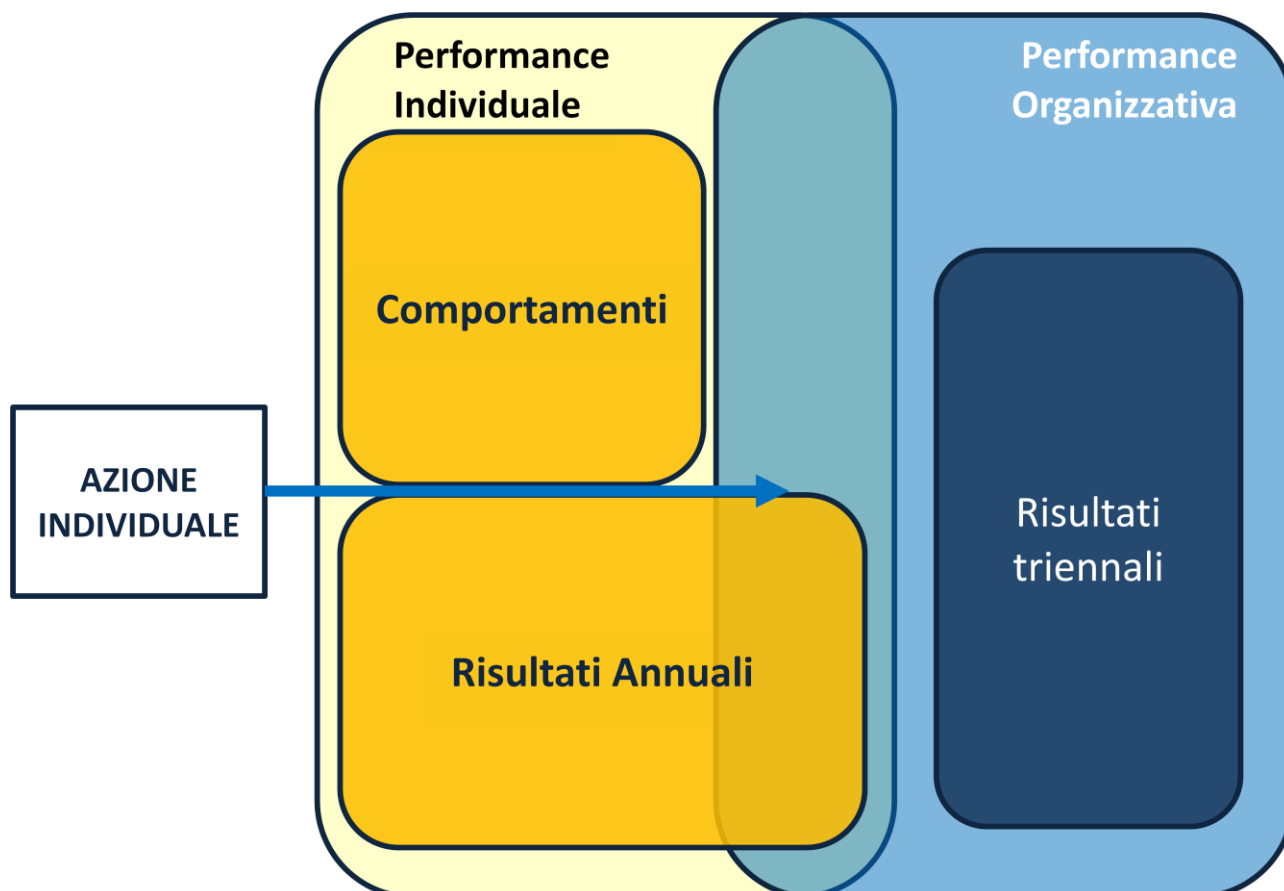 Performance
Individuale
Performance
Organizzativa
Comportamenti
AZIONE
INDIVIDUALE
Risultati
triennali
Risultati Annuali